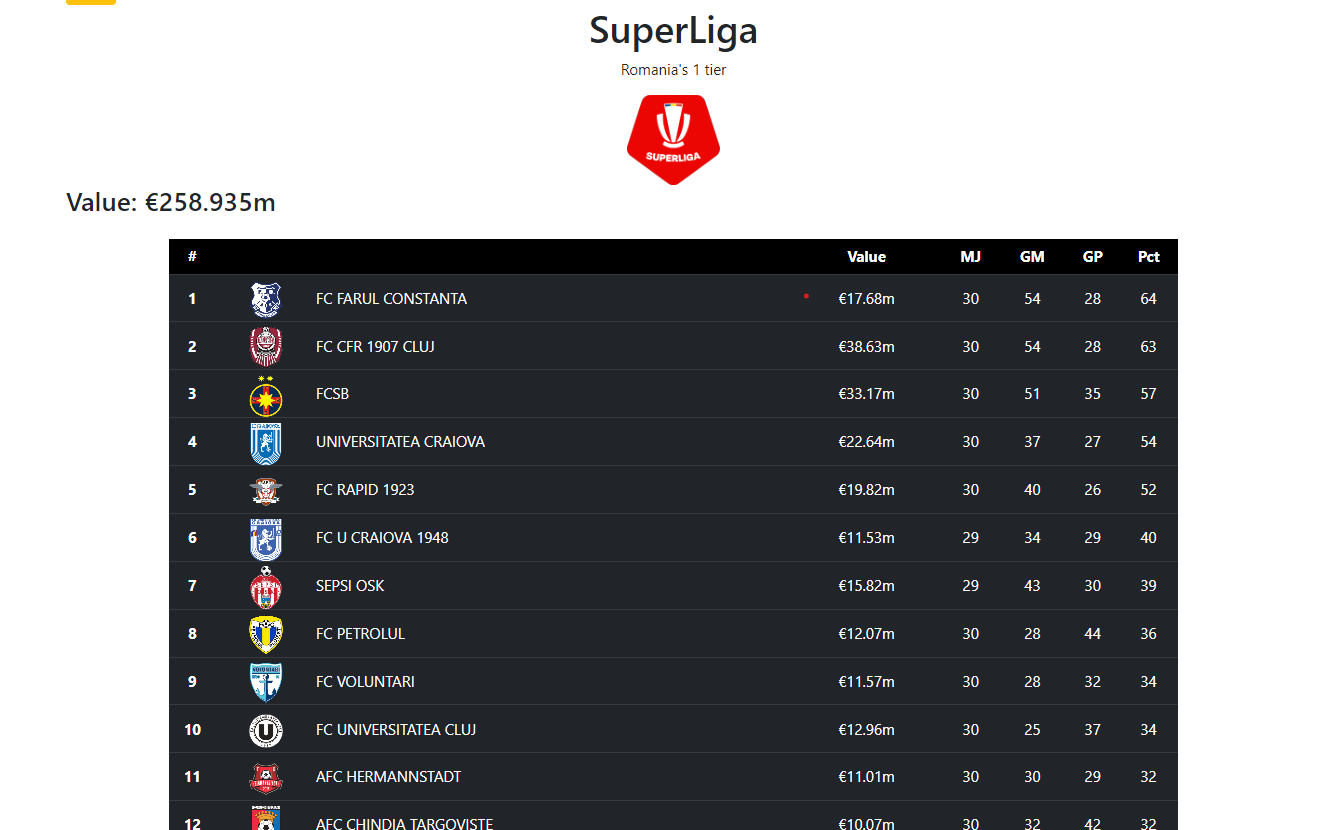 SuperLiga
Romania's 1 tier
SUPERLIGA
Value: €258.935m
# Value MJ GM GP Pct
1 FC FARUL CONSTANTA €17.68m 30 54 28 64
2 FC CFR 1907 CLUJ €38.63m 30 54 28 63
3 FCSB €33.17m 30 51 35 57
4 UNIVERSITATEA CRAIOVA €22.64m 30 37 27 54
5 FC RAPID 1923 €19.82m 30 40 26 52
6 FC U CRAIOVA 1948 €11.53m 29 34 29 40
7 SEPSI OSK €15.82m 29 43 30 39
8 FC PETROLUL €12.07m 30 28 44 36
9 FC VOLUNTARI €11.57m 30 28 32 34
10 FC UNIVERSITATEA CLUJ €12.96m 30 25 37 34
11 AFC HERMANNSTADT €11.01m 30 30 29 32
12 AFC CHINDIA TARGOVISTE €10.07m 30 32 42 32